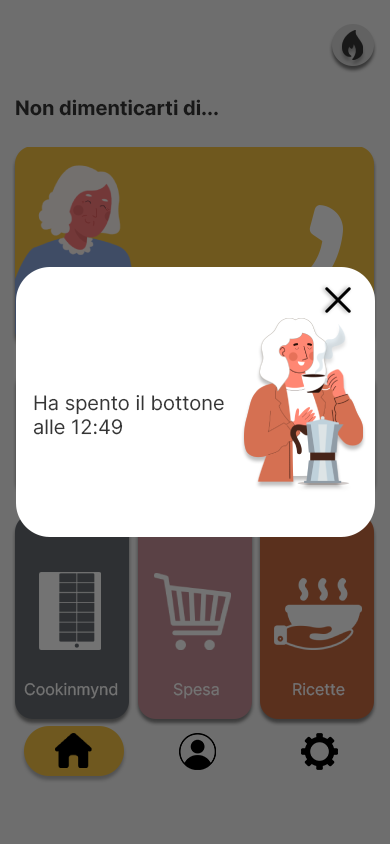 Non dimenticarti di...
Ha spento il bottone
alle 12:49
Cookinmynd
Spesa
Ricette